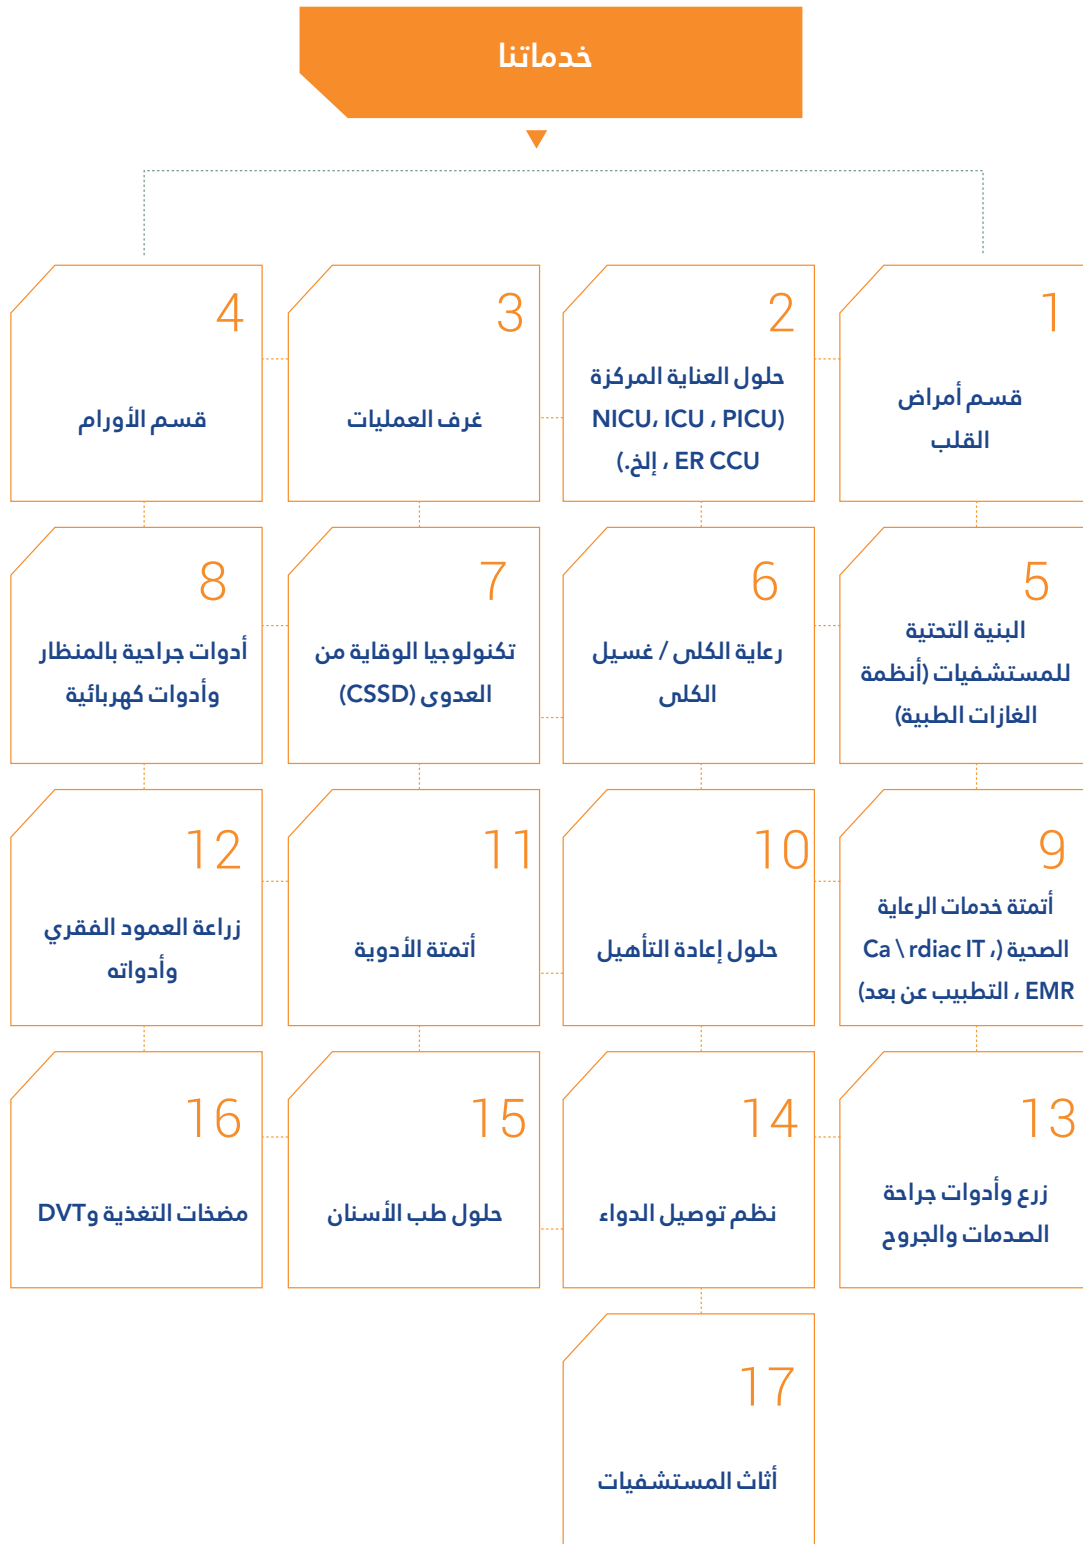 خدماتنا
1
قسم أمراض
القلب
2
حلول العناية المركزة
(NICU، ICU ، PICU
ER CCU ، إلخ.)
3
غرف العمليات
4
قسم الأورام
5
البنية التحتية
للمستشفيات (أنظمة
الغازات الطبية)
6
رعاية الكلى / غسيل
الكلى
7
تكنولوجيا الوقاية من
العدوى (CSSD)
8
أدوات جراحية بالمنظار
وأدوات كهربائية
9
أتمتة خدمات الرعاية
الصحية (، Ca \ rdiac IT
EMR ، التطبيب عن بعد)
10
حلول إعادة التأهيل
11
أتمتة الأدوية
12
زراعة العمود الفقري
وأدواته
13
زرع وأدوات جراحة
الصدمات والجروح
14
نظم توصيل الدواء
15
حلول طب الأسنان
16
مضخات التغذية وDVT
17
أثاث المستشفيات